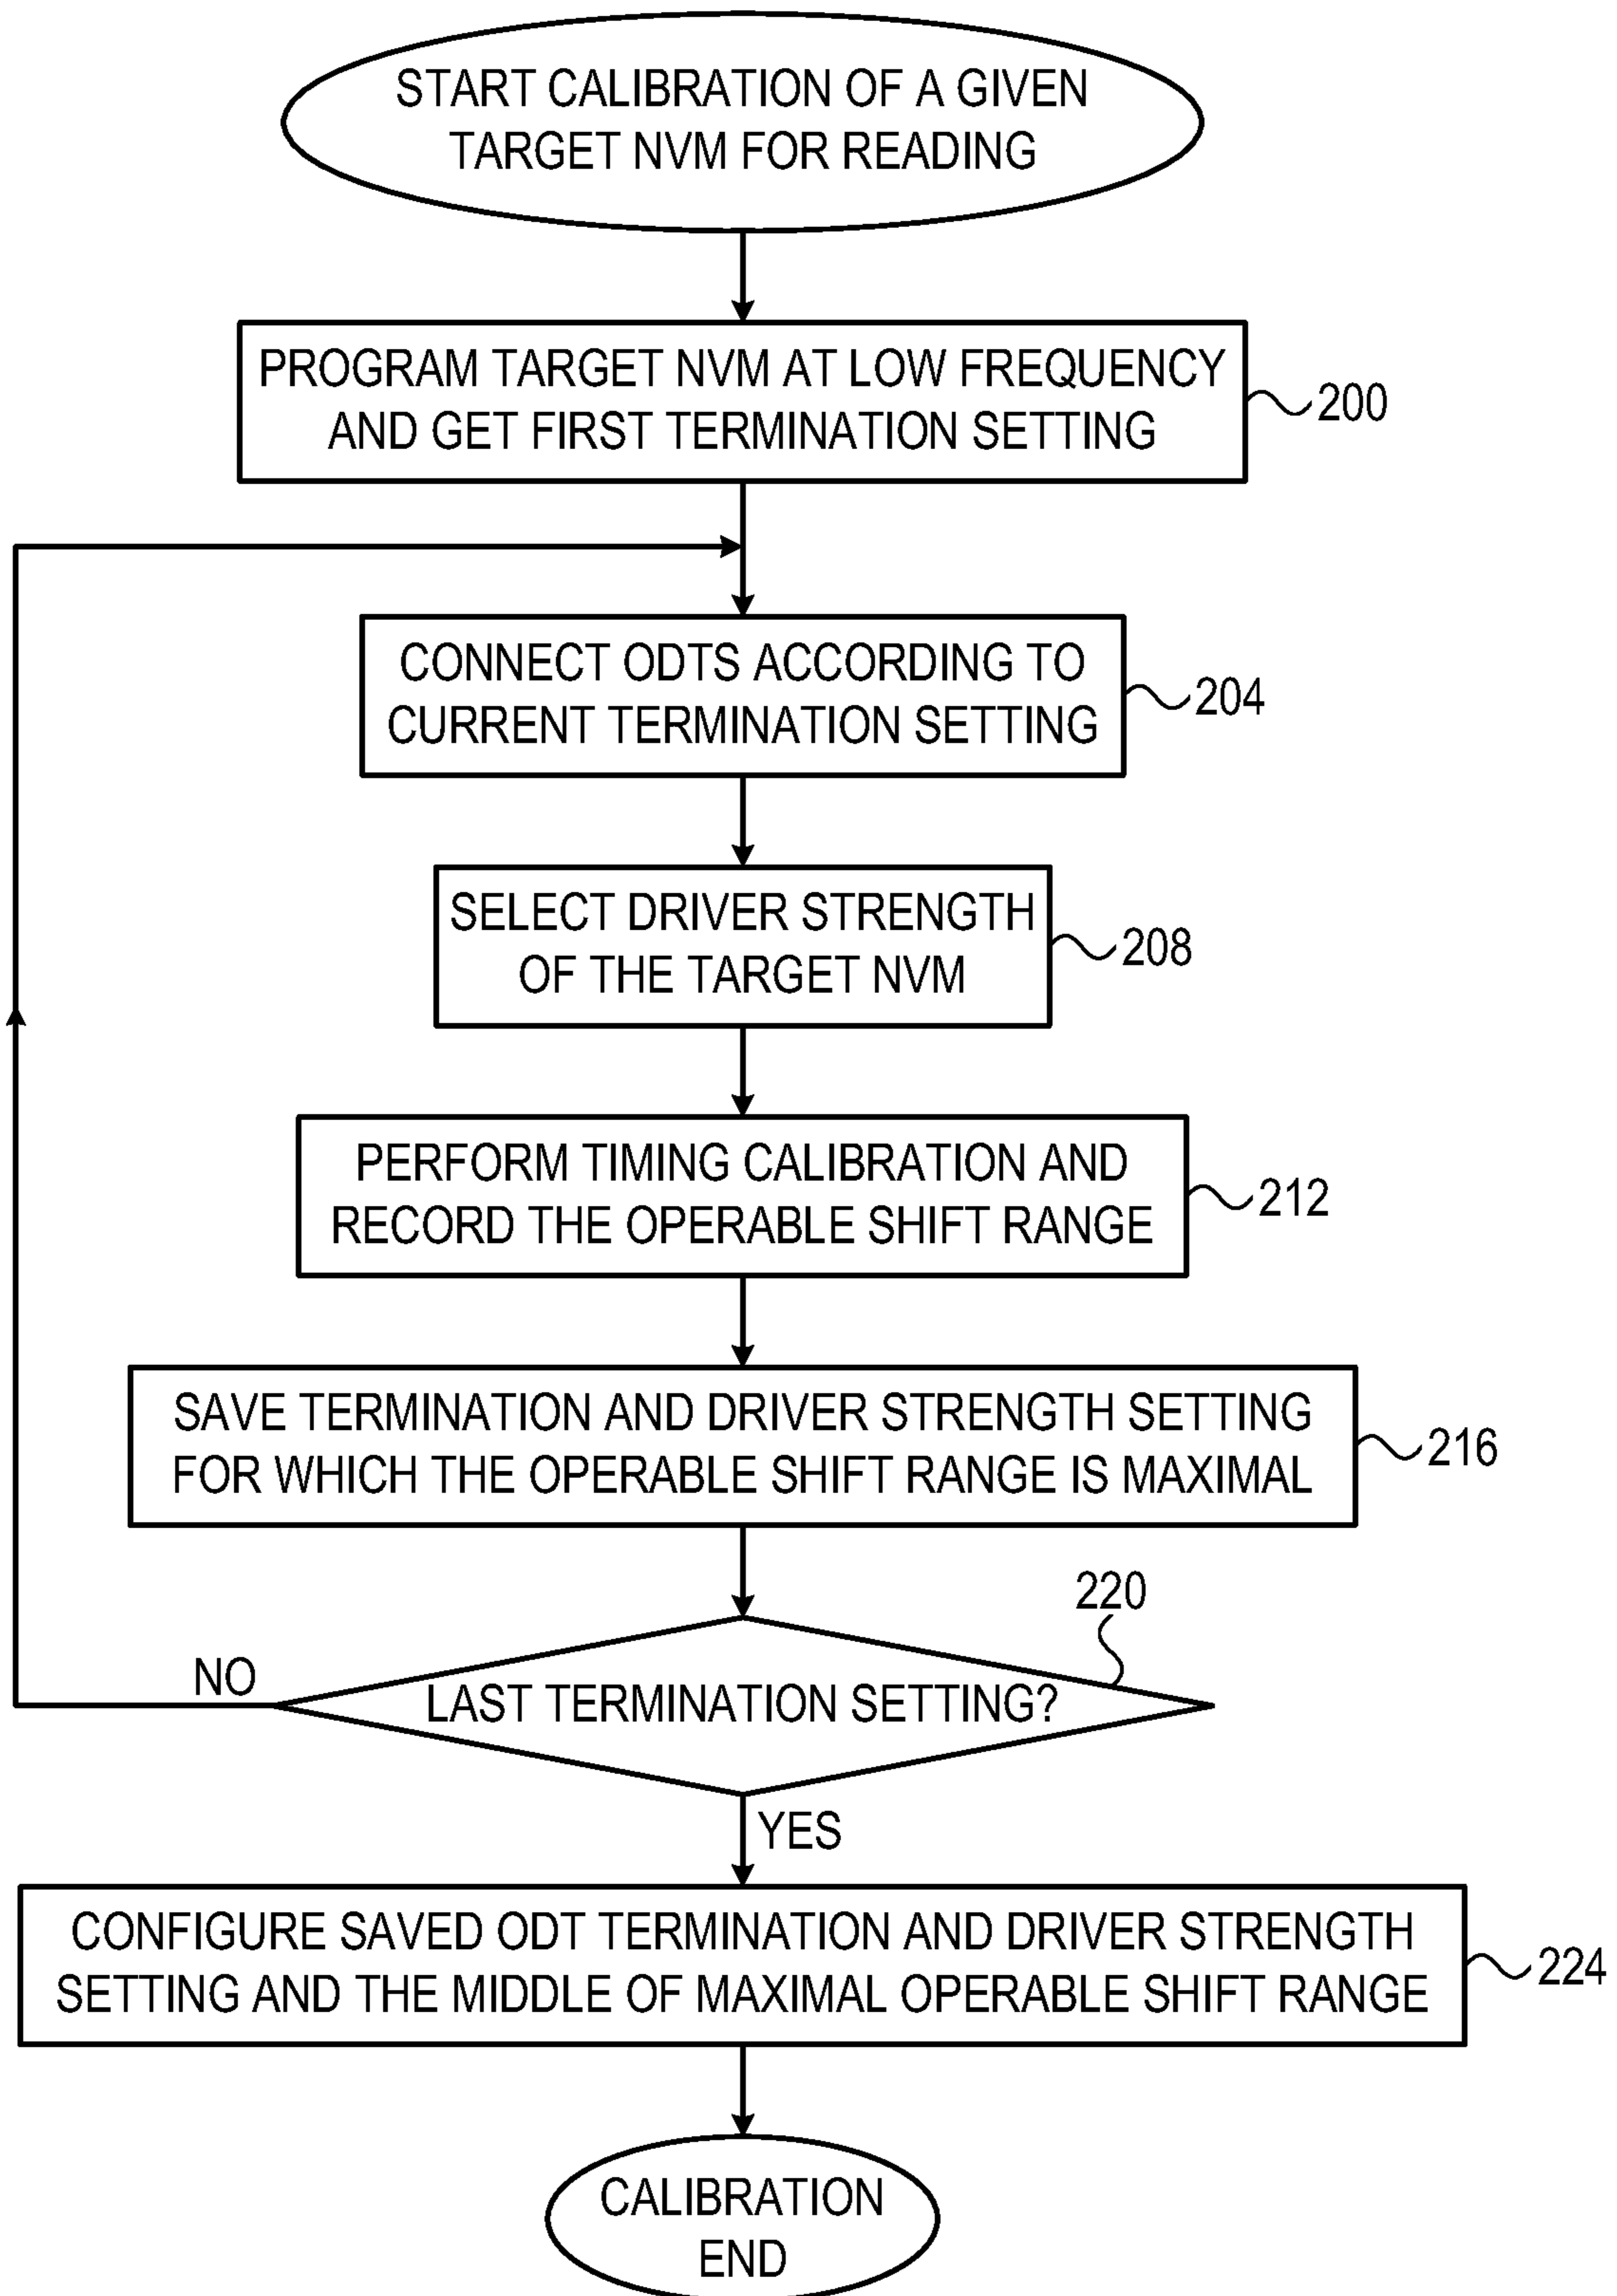 START CALIBRATION OF A GIVEN
TARGET NVM FOR READING
PROGRAM TARGET NVM AT LOW FREQUENCY
AND GET FIRST TERMINATION SETTING
200
CONNECT ODTS ACCORDING TO
CURRENT TERMINATION SETTING
204
SELECT DRIVER STRENGTH
OF THE TARGET NVM
208
PERFORM TIMING CALIBRATION AND
RECORD THE OPERABLE SHIFT RANGE
212
SAVE TERMINATION AND DRIVER STRENGTH SETTING
FOR WHICH THE OPERABLE SHIFT RANGE IS MAXIMAL
216
220
NO
LAST TERMINATION SETTING?
YES
CONFIGURE SAVED ODT TERMINATION AND DRIVER STRENGTH
SETTING AND THE MIDDLE OF MAXIMAL OPERABLE SHIFT RANGE
224
CALIBRATION
END